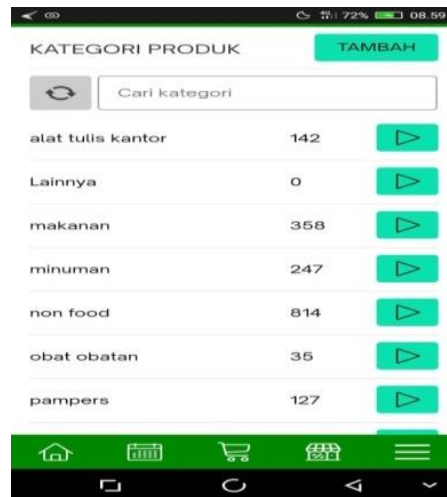 72% 08.59
KATEGORI PRODUK TAMBAH
Cari kategori
alat tulis kantor 142
Lainnya 0
makanan 358
minuman 247
non food 814
obat obatan 35
pampers 127